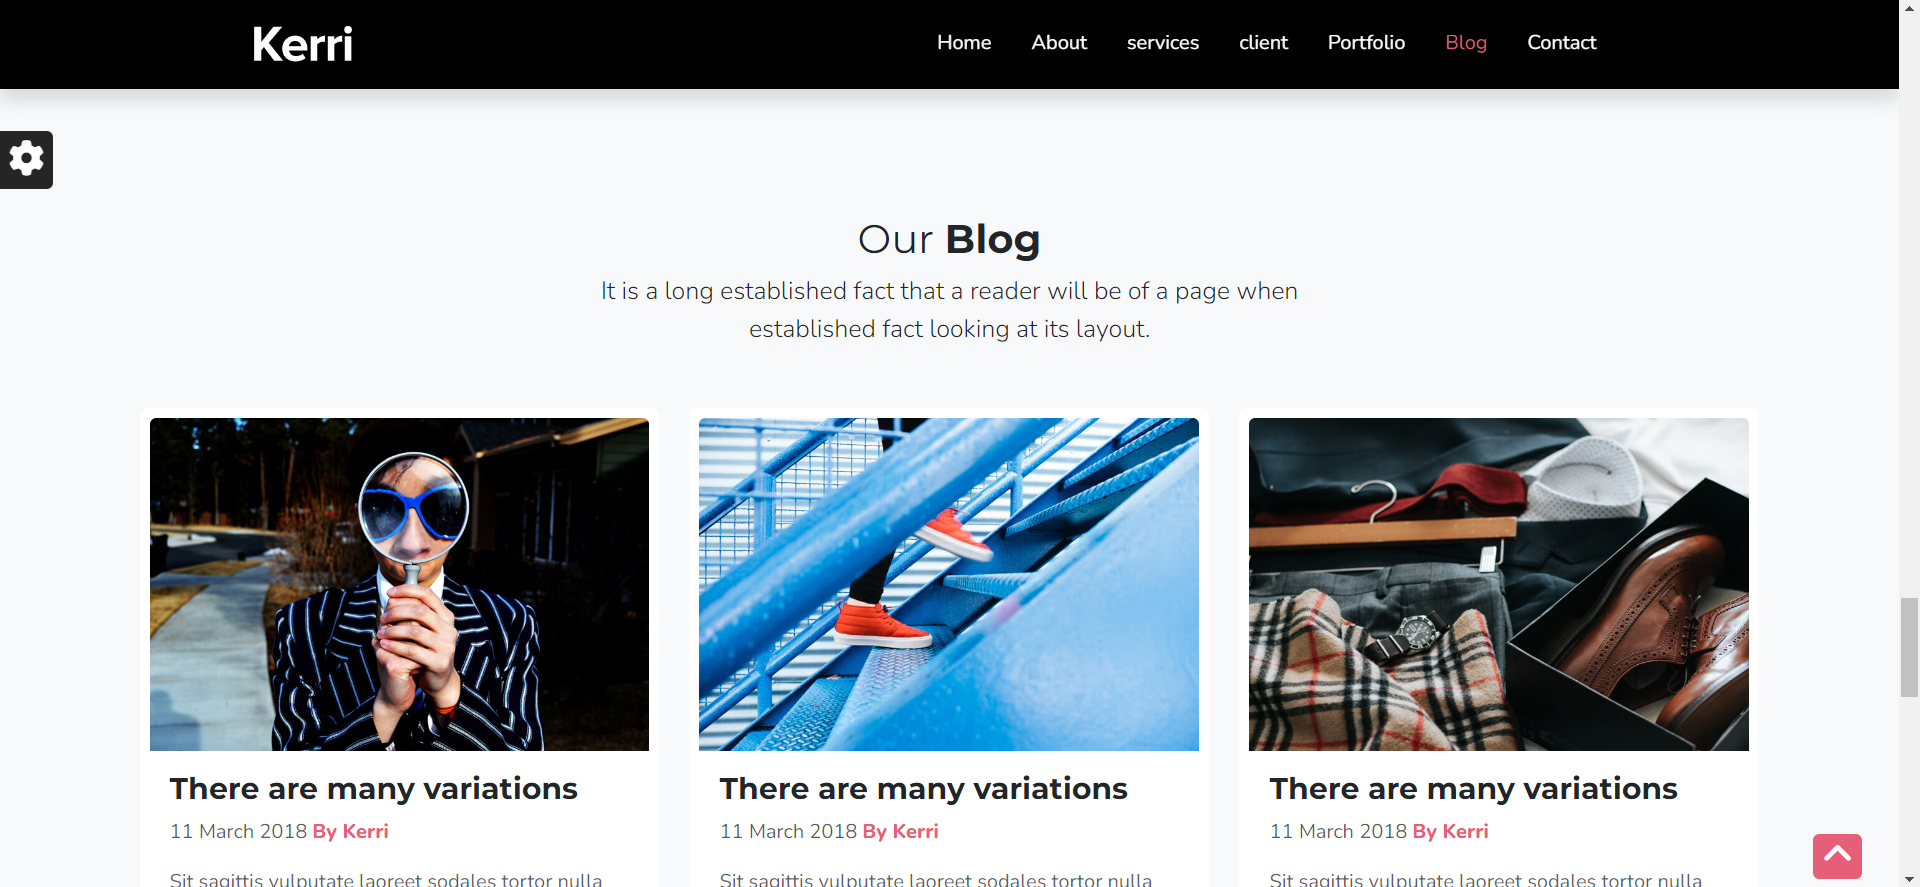 Kerri
Home About services client Portfolio Blog Contact
Our Blog
It is a long established fact that a reader will be of a page when
established fact looking at its layout.
There are many variations
11 March 2018 By Kerri
Sit sagittis vulputate laoreet sodales tortor nulla
There are many variations
11 March 2018 By Kerri
Sit sagittis vulputate laoreet sodales tortor nulla
There are many variations
11 March 2018 By Kerri
Sit sagittis vulputate laoreet sodales tortor nulla